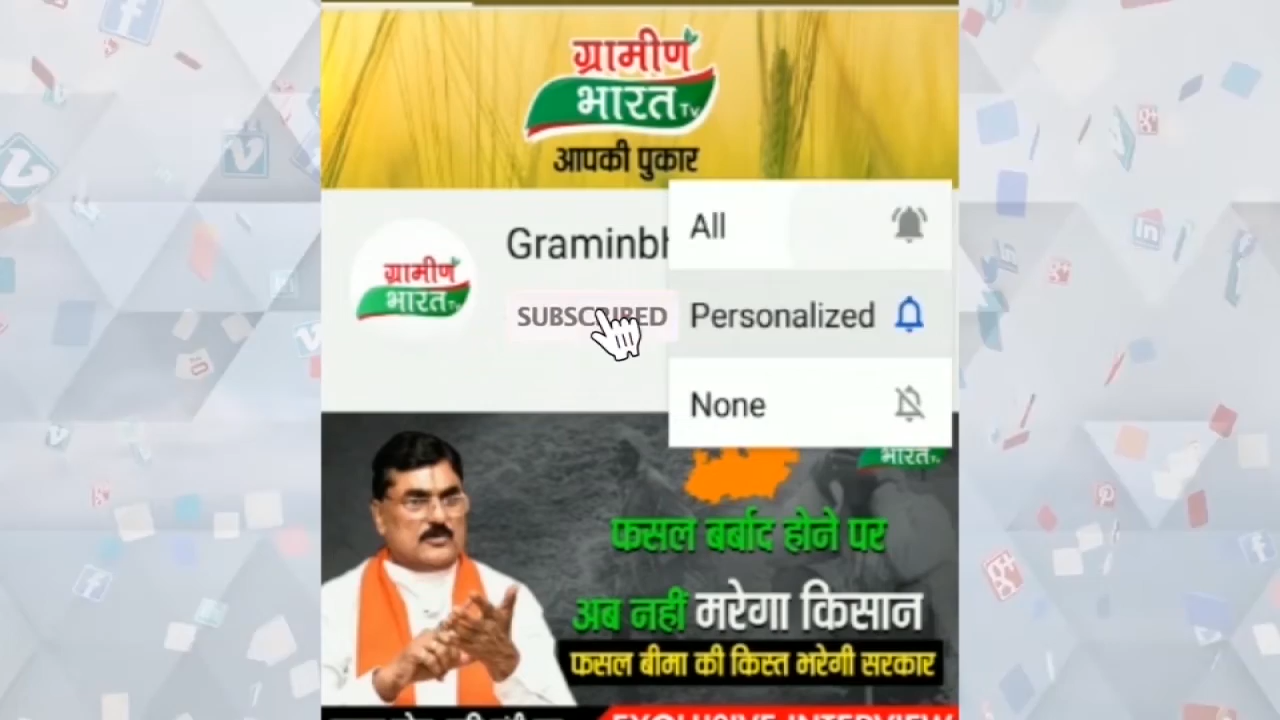 ग्रामीण
भारत Tv
आपकी पुकार
Graminbh
All
ग्रामीण
भारत Tv
SUBSCRIBED
Personalized
None
भारत Tv
फसल बर्बाद होने पर
अब नहीं मरेगा किसान
फसल बीमा की किस्त भरेगी सरकार
EXCLUSIVE INTERVIEW